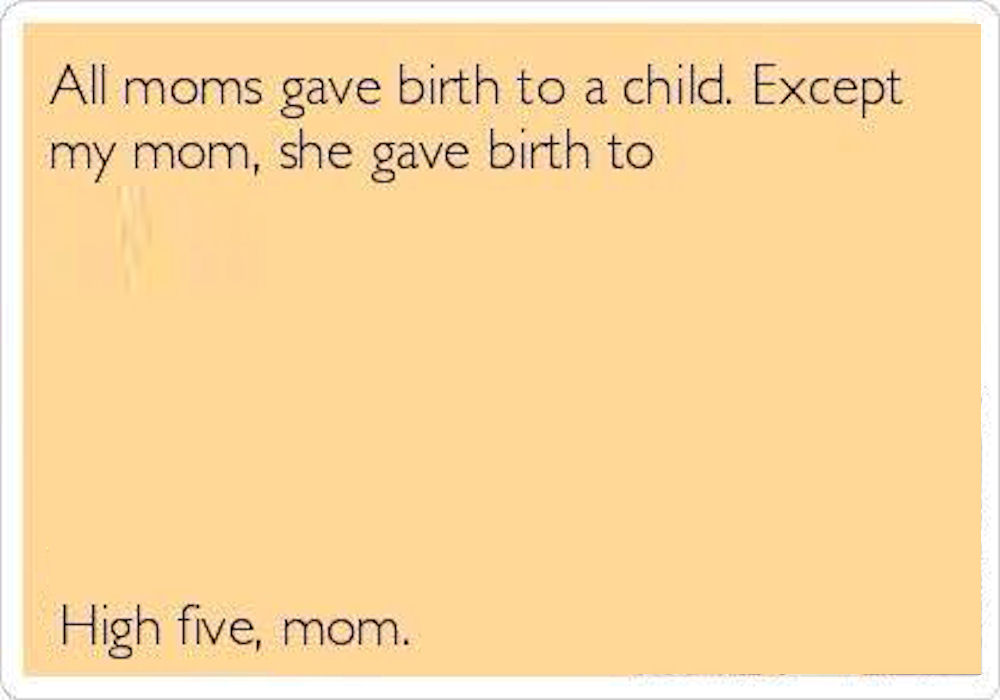 All moms gave birth to a child. Except
my mom, she gave birth to
High five, mom.